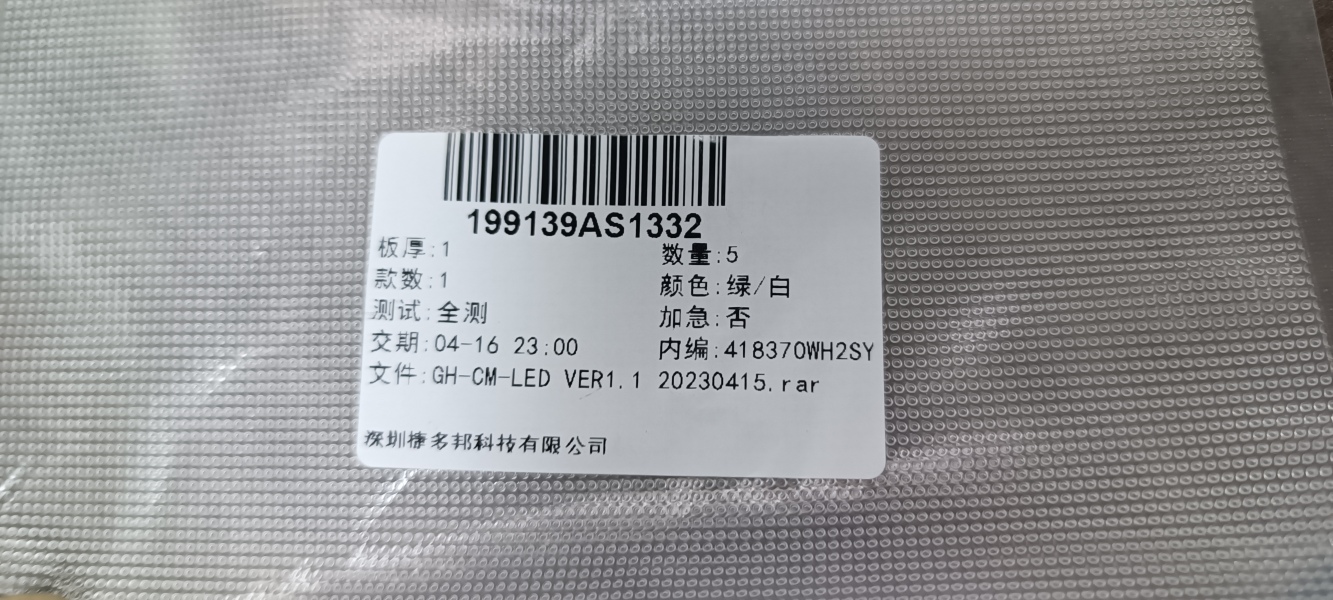 199139AS1332
板厚:1 数量:5
款数:1 颜色:绿/白
测试:全测 加急:否
交期:04-16 23:00 内编:418370WH2SY
文件:GH-CM-LED VER1.1 20230415.rar
深圳捷多邦科技有限公司